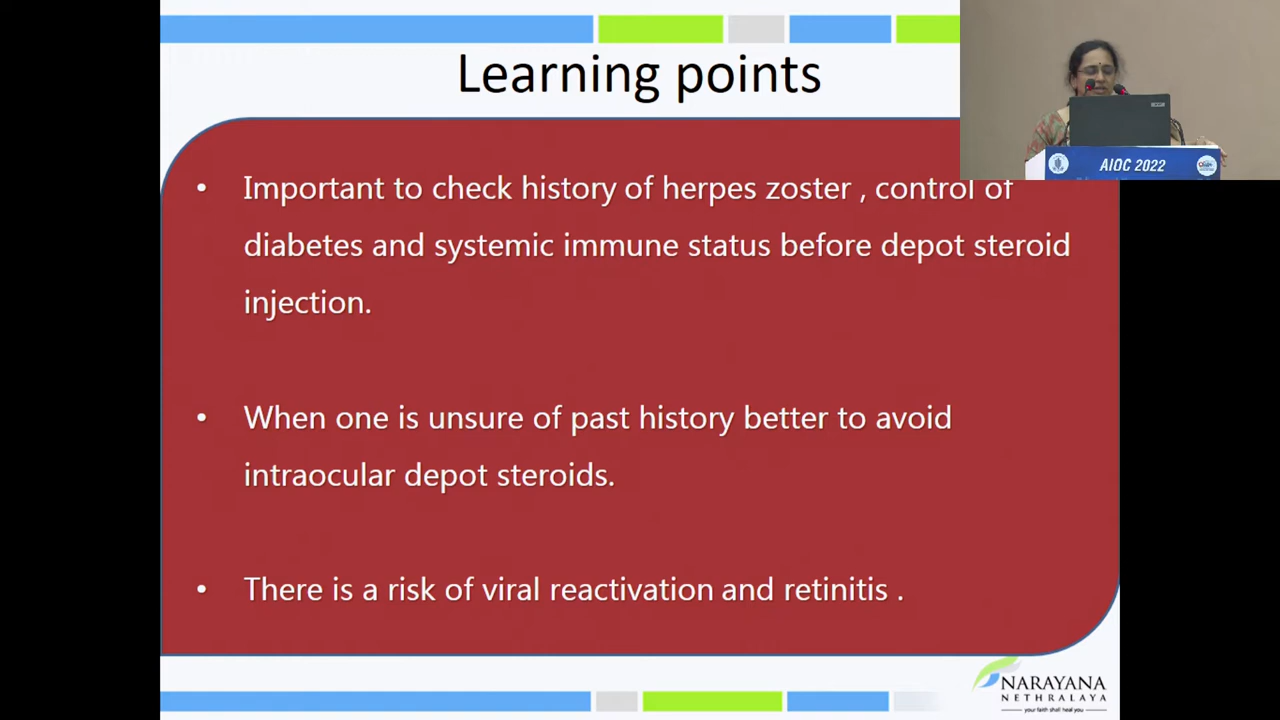 Learning points
• Important to check history of herpes zoster , control of
diabetes and systemic immune status before depot steroid
injection.
• When one is unsure of past history better to avoid
intraocular depot steroids.
• There is a risk of viral reactivation and retinitis .
AIOC 2022
NARAYANA
NETHRALAYA
your faith shall heal you